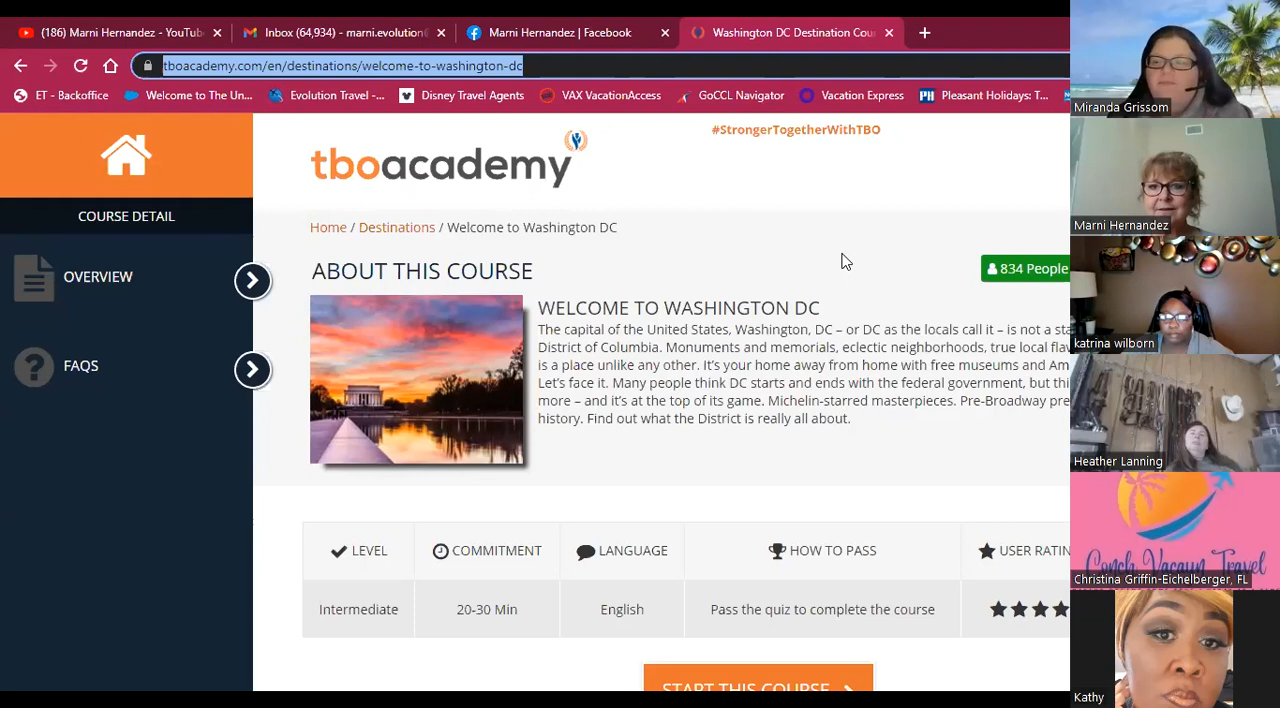 (186) Marni Hernandez - YouTub
Inbox (64,934) - marni.evolution@
Marni Hernandez | Facebook
Washington DC Destination Cour
tboacademy.com/en/destinations/welcome-to-washington-dc
ET - Backoffice
Welcome to The Un...
Evolution Travel -...
Disney Travel Agents
VAX VacationAccess
GoCCL Navigator
Vacation Express
Pleasant Holidays: T...
COURSE DETAIL
OVERVIEW
FAQS
tboacademy
#StrongerTogetherWithTBO
Home / Destinations / Welcome to Washington DC
ABOUT THIS COURSE
834 People
WELCOME TO WASHINGTON DC
The capital of the United States, Washington, DC – or DC as the locals call it – is not a sta
District of Columbia. Monuments and memorials, eclectic neighborhoods, true local flav
is a place unlike any other. It's your home away from home with free museums and Am
Let's face it. Many people think DC starts and ends with the federal government, but thi
more – and it's at the top of its game. Michelin-starred masterpieces. Pre-Broadway pre
history. Find out what the District is really all about.
LEVEL
COMMITMENT
LANGUAGE
HOW TO PASS
USER RATIN
Intermediate
20-30 Min
English
Pass the quiz to complete the course
START THIS COURSE
Miranda Grissom
Marni Hernandez
katrina wilborn
Heather Lanning
Conch Vacayn Travel
Christina Griffin-Eichelberger, FL
Kathy